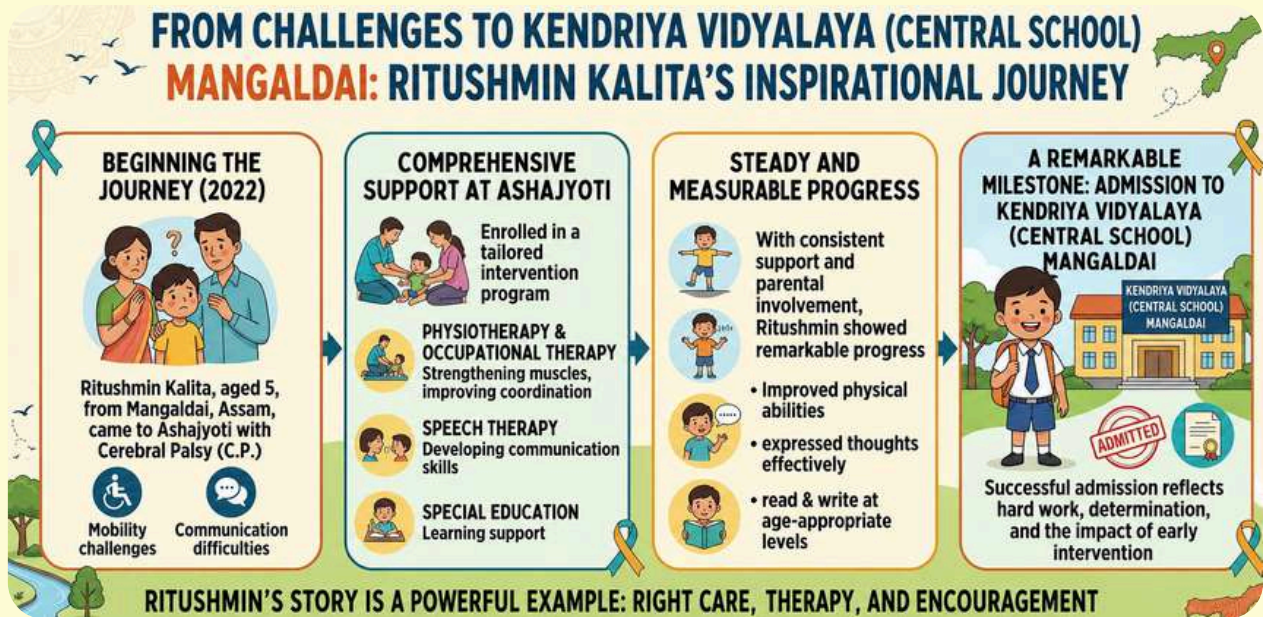 FROM CHALLENGES TO KENDRIYA VIDYALAYA (CENTRAL SCHOOL)
MANGALDAI: RITUSHMIN KALITA'S INSPIRATIONAL JOURNEY
BEGINNING THE
JOURNEY (2022)
?
Ritushmin Kalita, aged 5,
from Mangaldai, Assam,
came to Ashajyoti with
Cerebral Palsy (C.P.)
Mobility
challenges
Communication
difficulties
COMPREHENSIVE
SUPPORT AT ASHAJYOTI
Enrolled in a
tailored
intervention
program
PHYSIOTHERAPY &
OCCUPATIONAL THERAPY
Strengthening muscles,
improving coordination
SPEECH THERAPY
Developing communication
skills
SPECIAL EDUCATION
Learning support
STEADY AND
MEASURABLE PROGRESS
With consistent
support and
parental
involvement,
Ritushmin showed
remarkable progress
• Improved physical
abilities
• expressed thoughts
effectively
• read & write at
age-appropriate
levels
A REMARKABLE
MILESTONE: ADMISSION TO
KENDRIYA VIDYALAYA
(CENTRAL SCHOOL)
MANGALDAI
KENDRIYA VIDYALAYA
(CENTRAL SCHOOL)
MANGALDAI
ADMITTED
Successful admission reflects
hard work, determination,
and the impact of early
intervention
RITUSHMIN'S STORY IS A POWERFUL EXAMPLE: RIGHT CARE, THERAPY, AND ENCOURAGEMENT